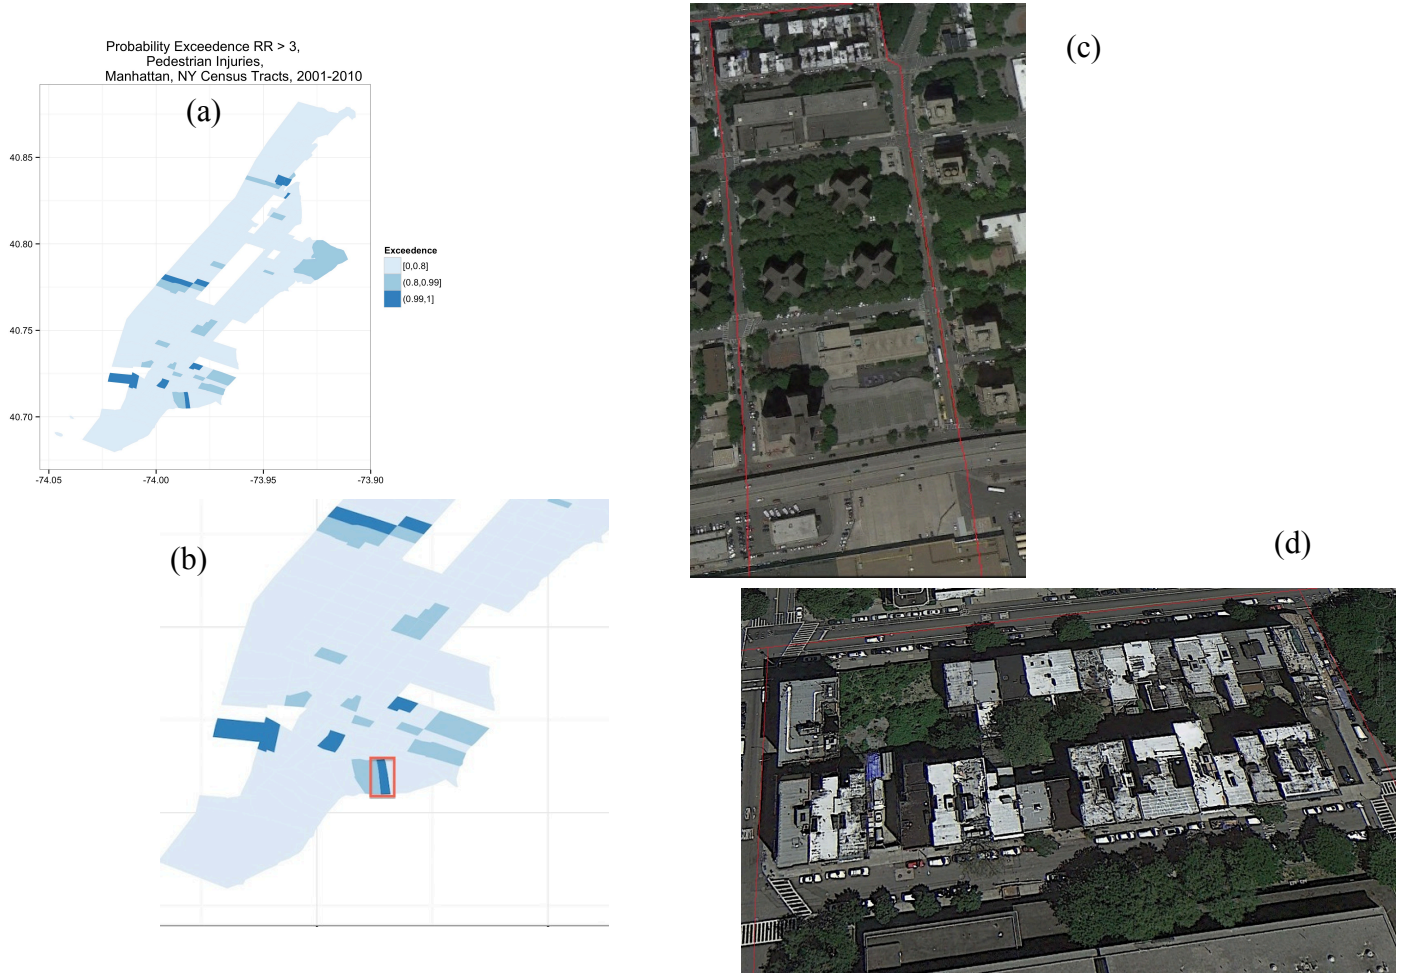 Probability Exceedence RR > 3,
Pedestrian Injuries,
Manhattan, NY Census Tracts, 2001-2010
(a)
40.85
40.80
40.75
40.70
-74.05
-74.00
-73.95
-73.90
Exceedence
[0,0.8]
(0.8,0.99]
(0.99,1]
(b)
(c)
(d)